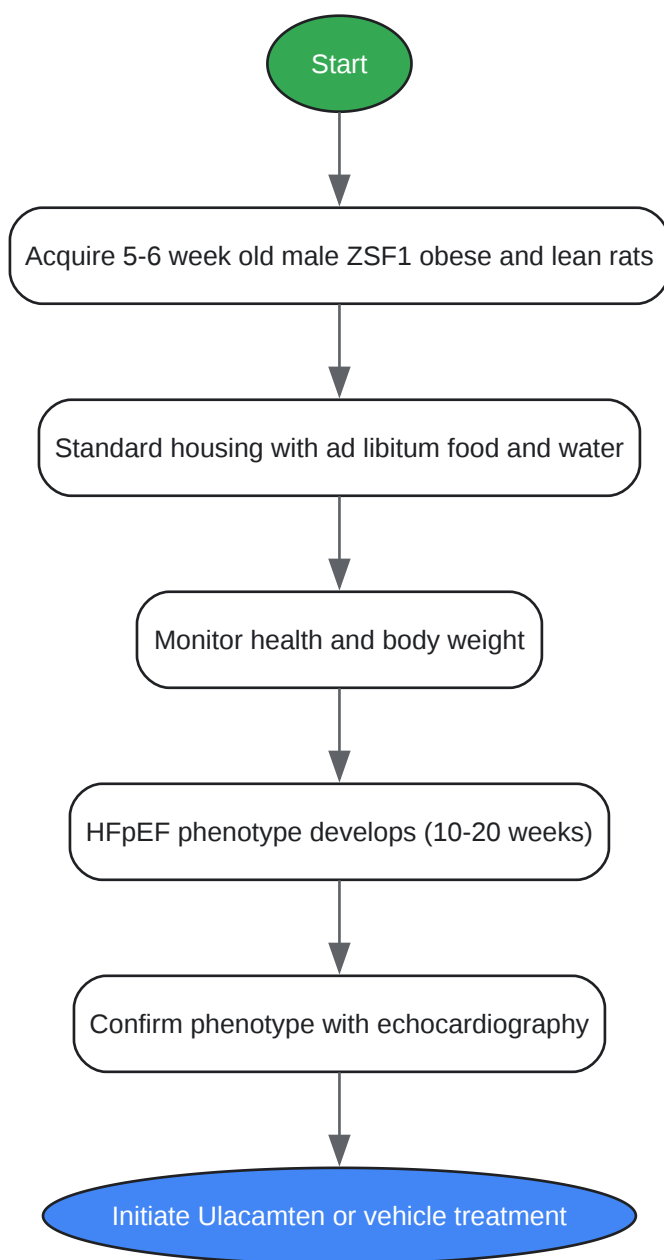 Start
Acquire 5-6 week old male ZSF1 obese and lean rats
Standard housing with ad libitum food and water
Monitor health and body weight
HFpEF phenotype develops (10-20 weeks)
Confirm phenotype with echocardiography
Initiate Ulacamten or vehicle treatment